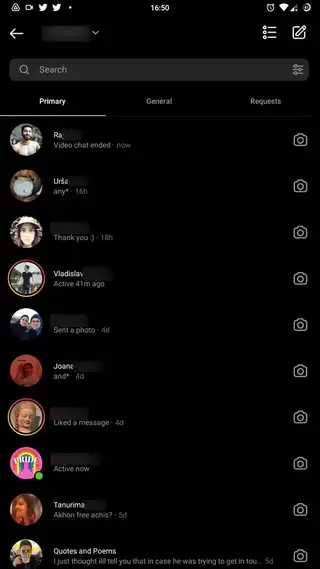 16:50
Search
Primary General Requests
Raj
Video chat ended · now
Urša
any* · 16h
Thank you :) · 18h
Vladislav
Active 41m ago
Sent a photo · 4d
Joana
and* · 4d
Liked a message · 4d
PRIDE
Active now
Tanurima
Akhon free achis? · 5d
Quotes and Poems
I just thought ill tell you that in case he was trying to get in tou... · 5d